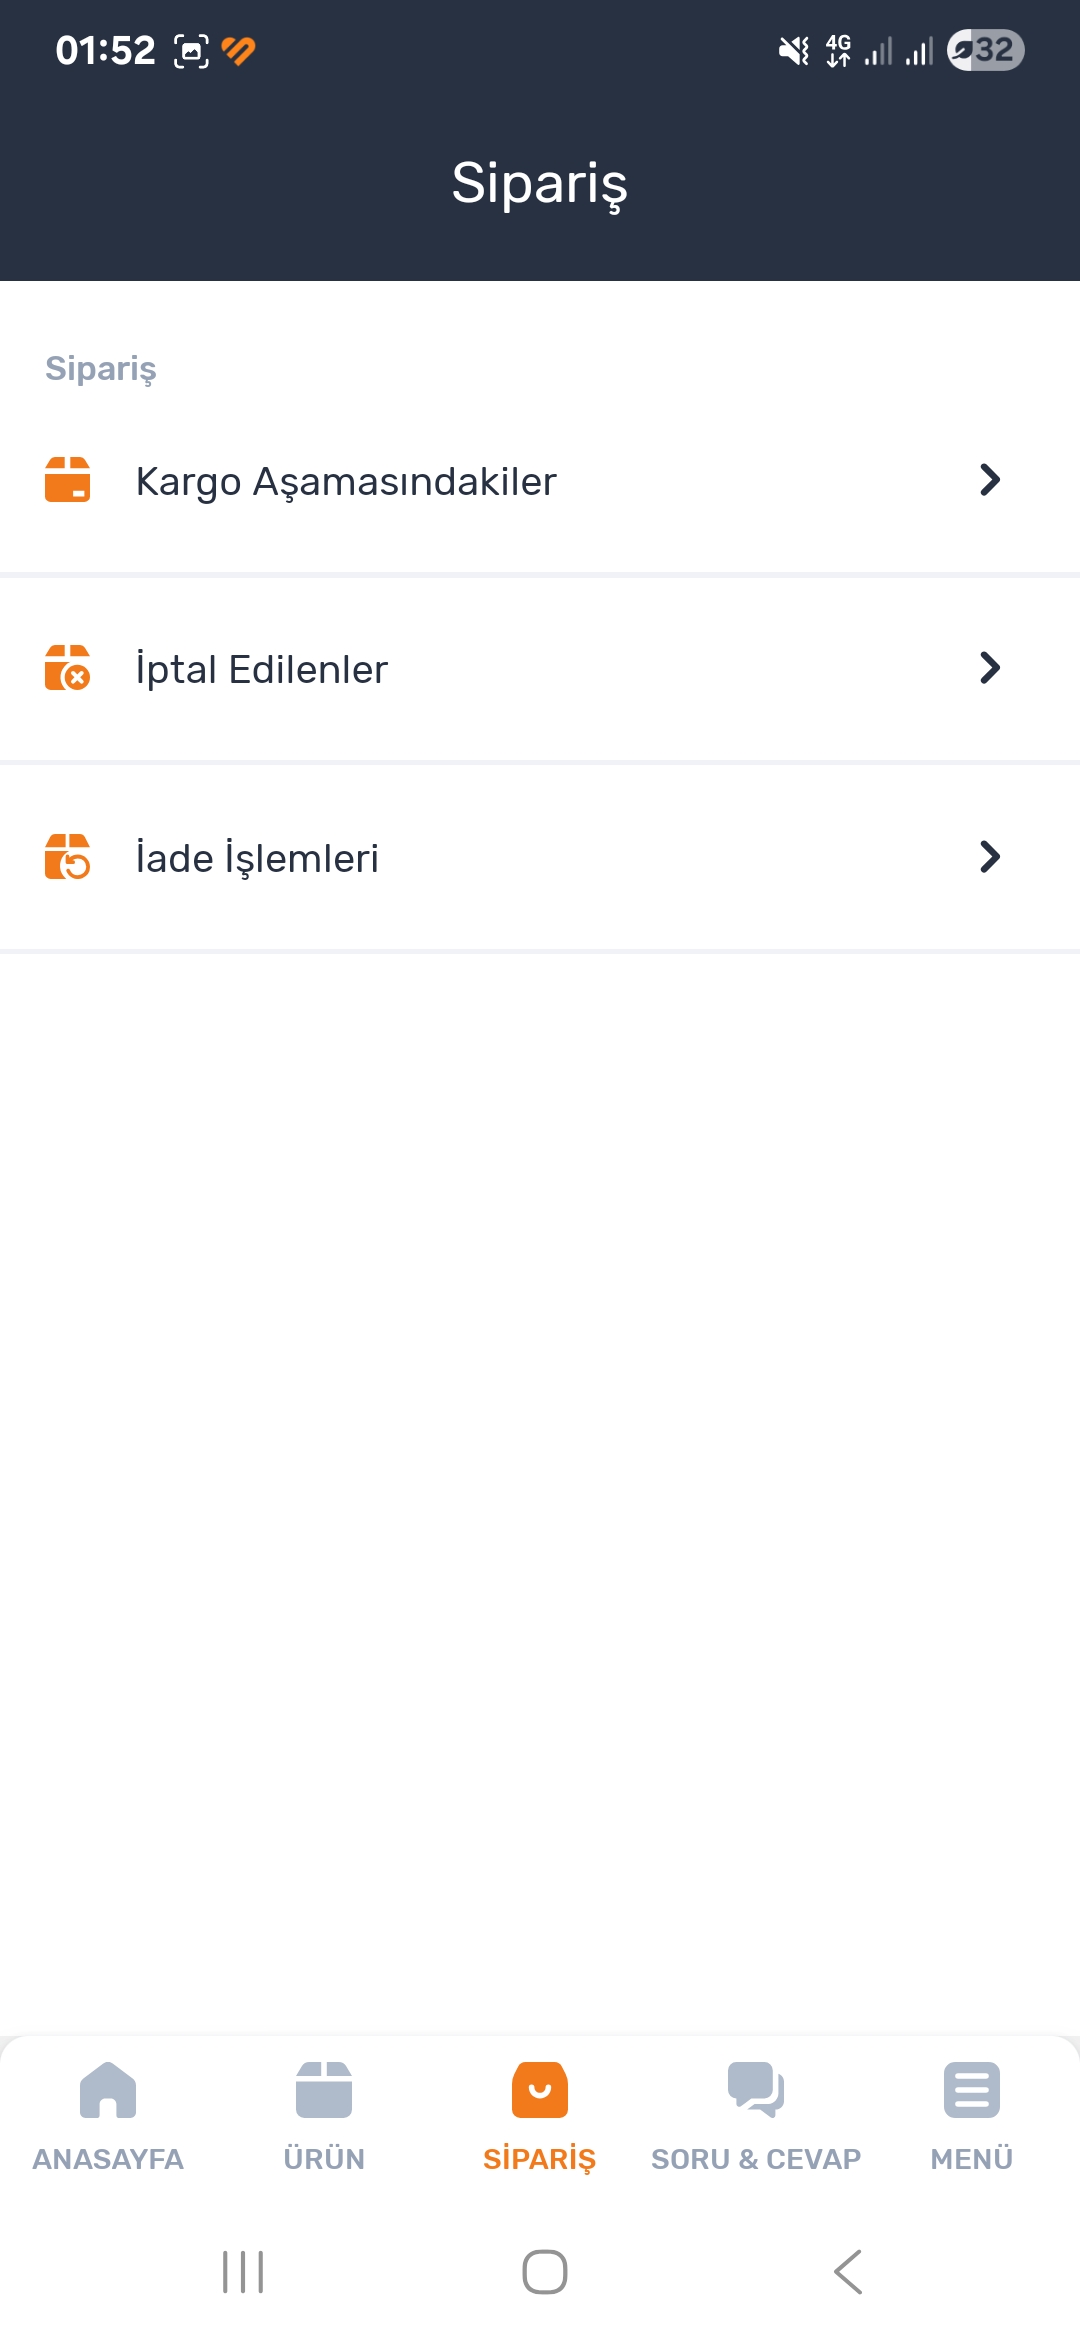 01:52
4G
32
Sipariş
Sipariş
Kargo Aşamasındakiler
İptal Edilenler
İade İşlemleri
ANASAYFA
ÜRÜN
SİPARİŞ
SORU & CEVAP
MENÜ